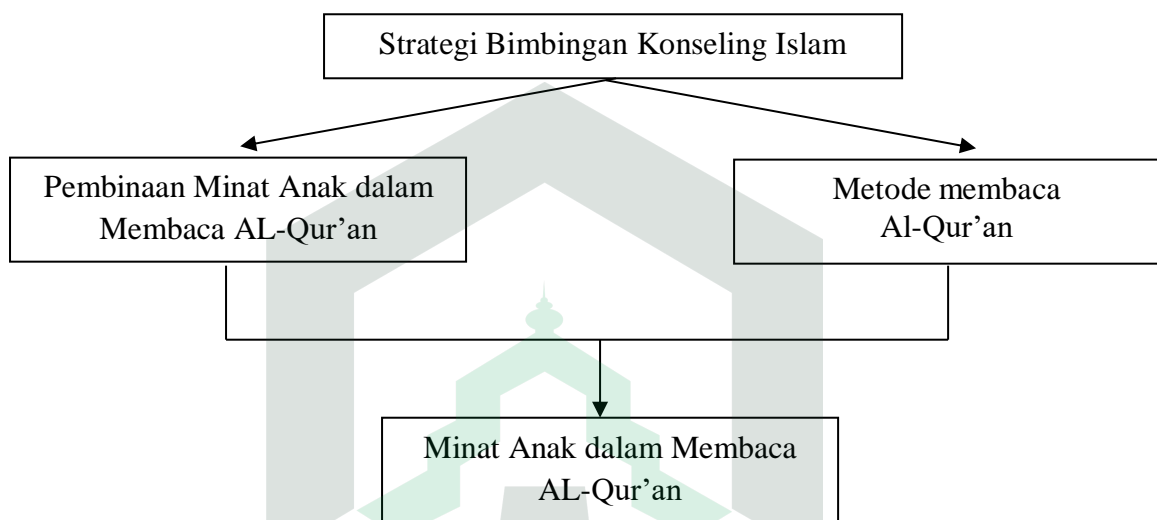 Strategi Bimbingan Konseling Islam
Pembinaan Minat Anak dalam
Membaca AL-Qur’an
Metode membaca
Al-Qur’an
Minat Anak dalam Membaca
AL-Qur’an